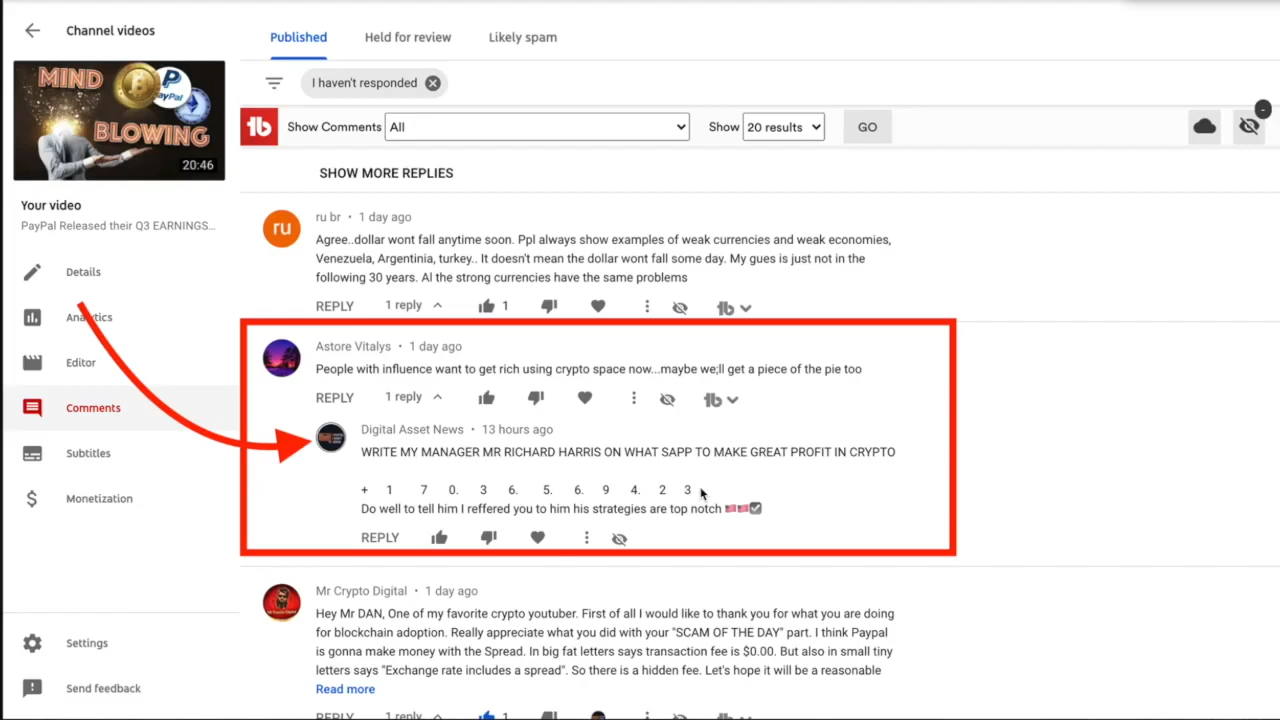 Channel videos
MIND
PayPal
BLOWING
20:46
Your video
PayPal Released their Q3 EARNINGS...
Details
Analytics
Editor
Comments
Subtitles
Monetization
Settings
Send feedback
Published Held for review Likely spam
I haven't responded
Show Comments All Show 20 results GO
SHOW MORE REPLIES
ru
ru br • 1 day ago
Agree..dollar wont fall anytime soon. Ppl always show examples of weak currencies and weak economies,
Venezuela, Argentinia, turkey.. It doesn't mean the dollar wont fall some day. My gues is just not in the
following 30 years. Al the strong currencies have the same problems
REPLY 1 reply 1
Astore Vitalys • 1 day ago
People with influence want to get rich using crypto space now...maybe we;ll get a piece of the pie too
REPLY 1 reply
Digital Asset News • 13 hours ago
WRITE MY MANAGER MR RICHARD HARRIS ON WHAT SAPP TO MAKE GREAT PROFIT IN CRYPTO
+ 1 7 0. 3 6. 5. 6. 9 4. 2 3
Do well to tell him I reffered you to him his strategies are top notch 🇺🇸🇺🇸☑
REPLY
Mr Crypto Digital • 1 day ago
Hey Mr DAN, One of my favorite crypto youtuber. First of all I would like to thank you for what you are doing
for blockchain adoption. Really appreciate what you did with your "SCAM OF THE DAY" part. I think Paypal
is gonna make money with the Spread. In big fat letters says transaction fee is $0.00. But also in small tiny
letters says "Exchange rate includes a spread". So there is a hidden fee. Let's hope it will be a reasonable
Read more
REPLY 1 reply 1